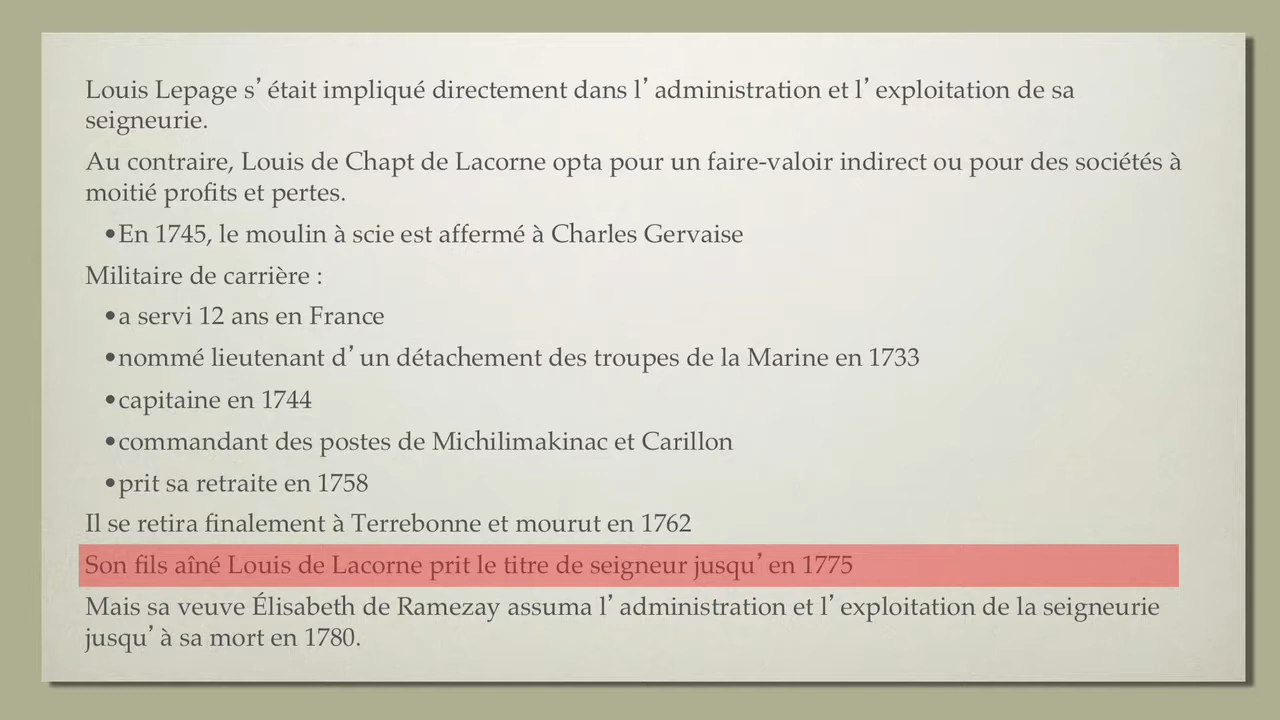 Louis Lepage s’était impliqué directement dans l’administration et l’exploitation de sa
seigneurie.
Au contraire, Louis de Chapt de Lacorne opta pour un faire-valoir indirect ou pour des sociétés à
moitié profits et pertes.
•En 1745, le moulin à scie est affermé à Charles Gervaise
Militaire de carrière :
•a servi 12 ans en France
•nommé lieutenant d’un détachement des troupes de la Marine en 1733
•capitaine en 1744
•commandant des postes de Michilimakinac et Carillon
•prit sa retraite en 1758
Il se retira finalement à Terrebonne et mourut en 1762
Son fils aîné Louis de Lacorne prit le titre de seigneur jusqu’en 1775
Mais sa veuve Élisabeth de Ramezay assuma l’administration et l’exploitation de la seigneurie
jusqu’à sa mort en 1780.